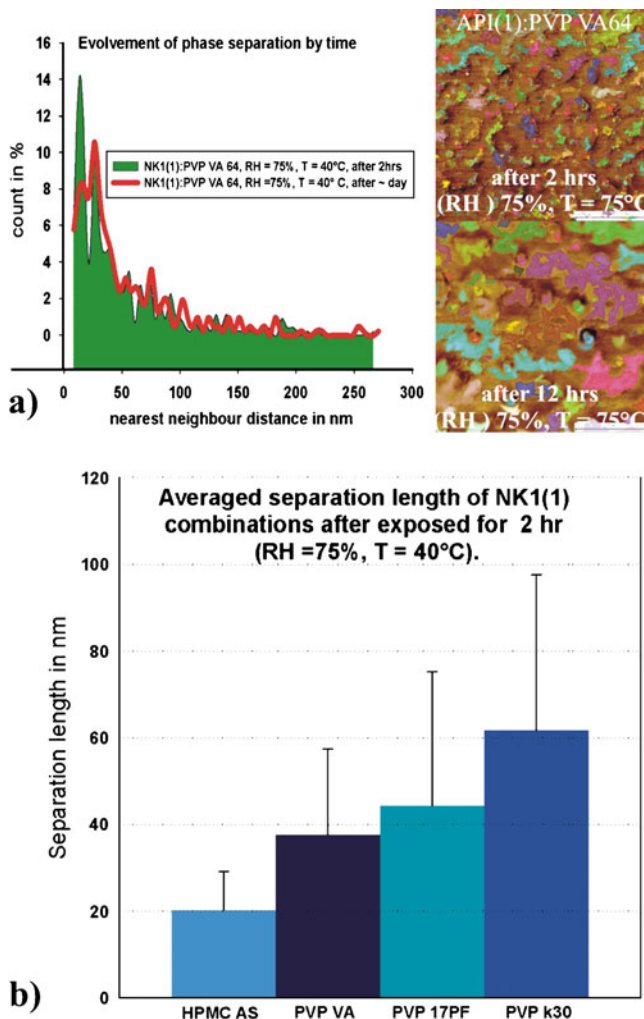 Evolvement of phase separation by time
16
14
12
10
8
6
4
2
0
count in %
NK1(1):PVP VA 64, RH = 75%, T = 40°C, after 2hrs
NK1(1):PVP VA 64, RH =75%, T = 40° C, after ~ day
0 50 100 150 200 250 300
nearest neighbour distance in nm
a)
API(1):PVP VA64
after 2 hrs
(RH ) 75%, T = 75°C
after 12 hrs
(RH ) 75%, T = 75°C
Averaged separation length of NK1(1)
combinations after exposed for 2 hr
(RH =75%, T = 40°C).
120
100
80
60
40
20
0
Separation length in nm
HPMC AS PVP VA PVP 17PF PVP k30
b)